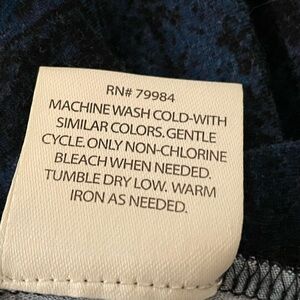 RN# 79984
MACHINE WASH COLD-WITH
SIMILAR COLORS. GENTLE
CYCLE. ONLY NON-CHLORINE
BLEACH WHEN NEEDED.
TUMBLE DRY LOW. WARM
IRON AS NEEDED.